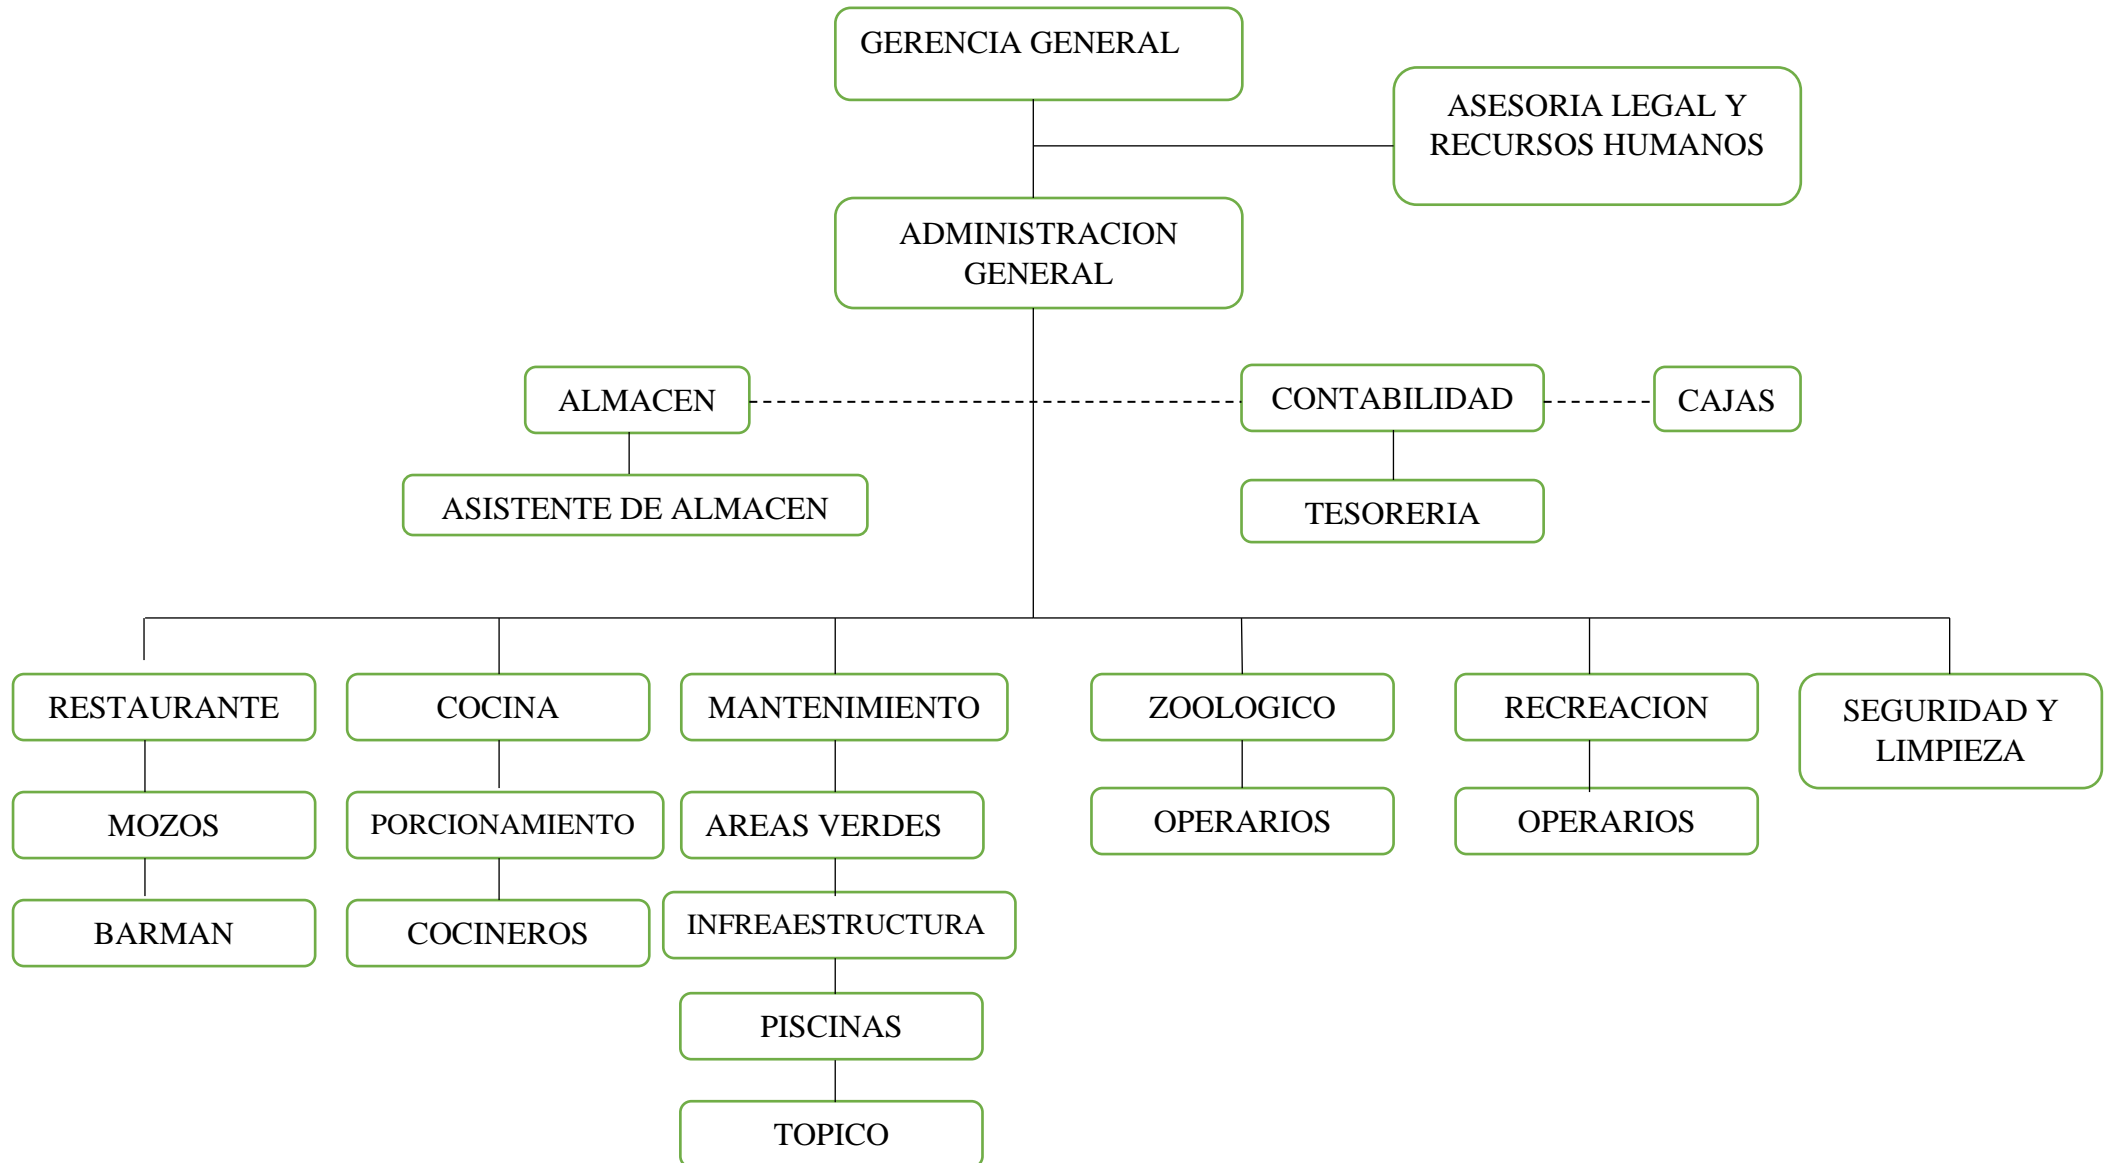 GERENCIA GENERAL
ASESORIA LEGAL Y
RECURSOS HUMANOS
ADMINISTRACION
GENERAL
ALMACEN
CONTABILIDAD
CAJAS
ASISTENTE DE ALMACEN
TESORERIA
RESTAURANTE
COCINA
MANTENIMIENTO
ZOOLOGICO
RECREACION
SEGURIDAD Y
LIMPIEZA
MOZOS
PORCIONAMIENTO
AREAS VERDES
OPERARIOS
OPERARIOS
BARMAN
COCINEROS
INFREAESTRUCTURA
PISCINAS
TOPICO